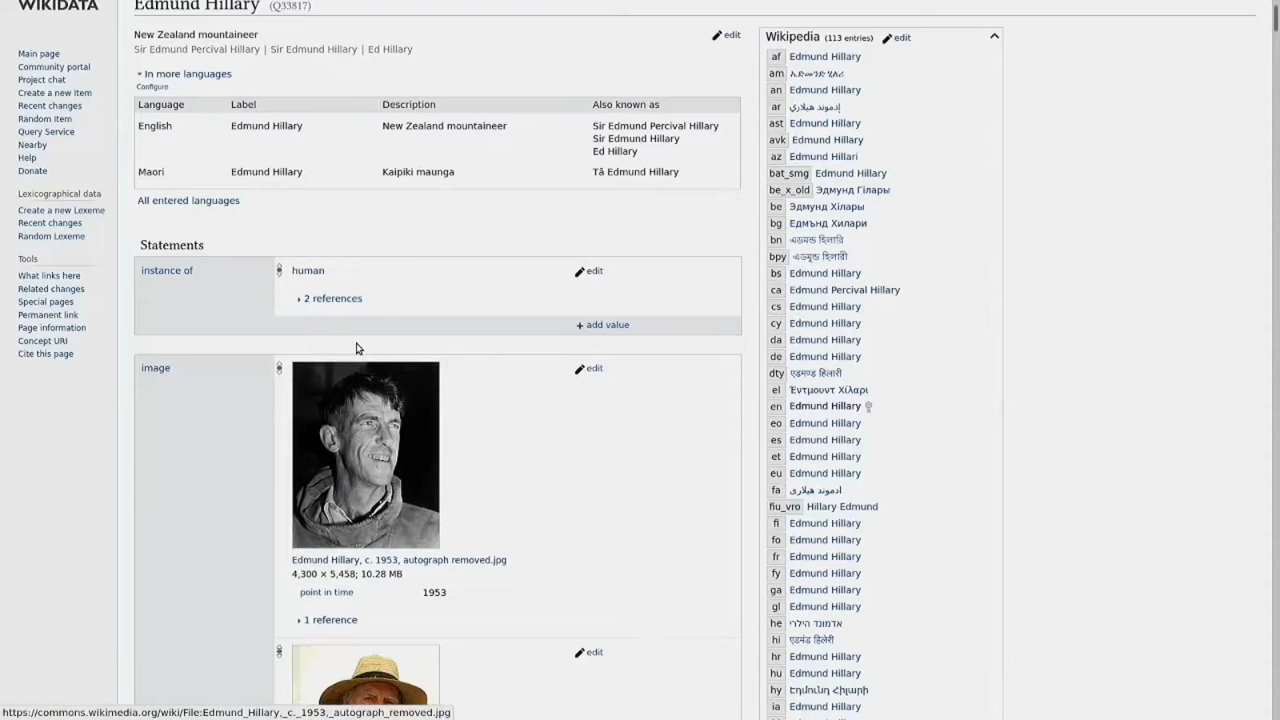 WIKIDATA
Edmund Hillary (Q33817)
Main page
Community portal
Project chat
Create a new Item
Recent changes
Random Item
Query Service
Nearby
Help
Donate
Lexicographical data
Create a new Lexeme
Recent changes
Random Lexeme
Tools
What links here
Related changes
Special pages
Permanent link
Page information
Concept URI
Cite this page
New Zealand mountaineer
edit
Sir Edmund Percival Hillary | Sir Edmund Hillary | Ed Hillary
In more languages
Configure
Language Label Description Also known as
English Edmund Hillary New Zealand mountaineer Sir Edmund Percival Hillary
Sir Edmund Hillary
Ed Hillary
Maori Edmund Hillary Kaipiki maunga Tā Edmund Hillary
All entered languages
Statements
instance of human edit
2 references
+ add value
image edit
Edmund Hillary, c. 1953, autograph removed.jpg
4,300 × 5,458; 10.28 MB
point in time 1953
1 reference
edit
Wikipedia (113 entries) edit
af Edmund Hillary
am ኤድመንድ ሂለሪ
an Edmund Hillary
ar إدموند هيلاري
ast Edmund Hillary
avk Edmund Hillary
az Edmund Hillari
bat_smg Edmund Hillary
be_x_old Эдмунд Гілары
be Эдмунд Хілары
bg Едмънд Хилари
bn এডমন্ড হিলারি
bpy এডমুন্ড হিলারী
bs Edmund Hillary
ca Edmund Percival Hillary
cs Edmund Hillary
cy Edmund Hillary
da Edmund Hillary
de Edmund Hillary
dty एडमण्ड हिलारी
el Έντμουντ Χίλαρι
en Edmund Hillary
eo Edmund Hillary
es Edmund Hillary
et Edmund Hillary
eu Edmund Hillary
fa ادموند هیلاری
fiu_vro Hillary Edmund
fi Edmund Hillary
fo Edmund Hillary
fr Edmund Hillary
fy Edmund Hillary
ga Edmund Hillary
gl Edmund Hillary
he אדמונד הילרי
hi एडमंड हिलेरी
hr Edmund Hillary
hu Edmund Hillary
hy Էդմունդ Հիլարի
ia Edmund Hillary
https://commons.wikimedia.org/wiki/File:Edmund_Hillary,_c._1953,_autograph_removed.jpg